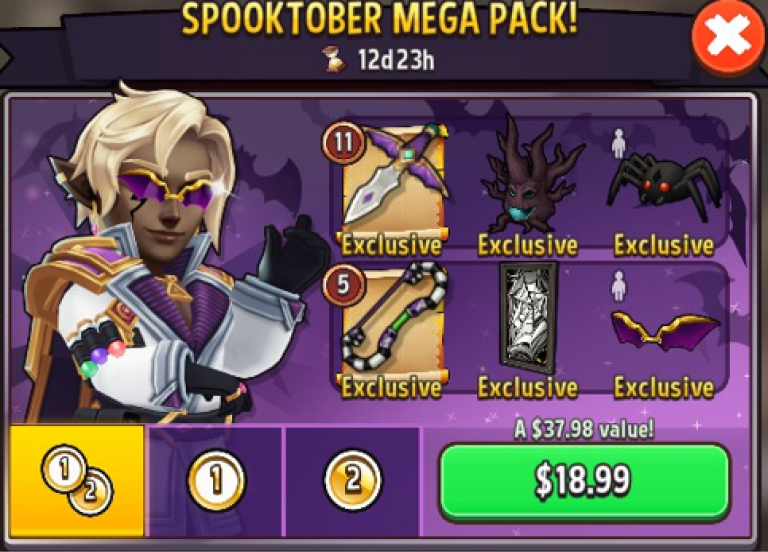 SPOOKTOBER MEGA PACK!
12d23h
11
Exclusive
Exclusive
Exclusive
5
Exclusive
Exclusive
Exclusive
A $37.98 value!
1
2
1
2
$18.99